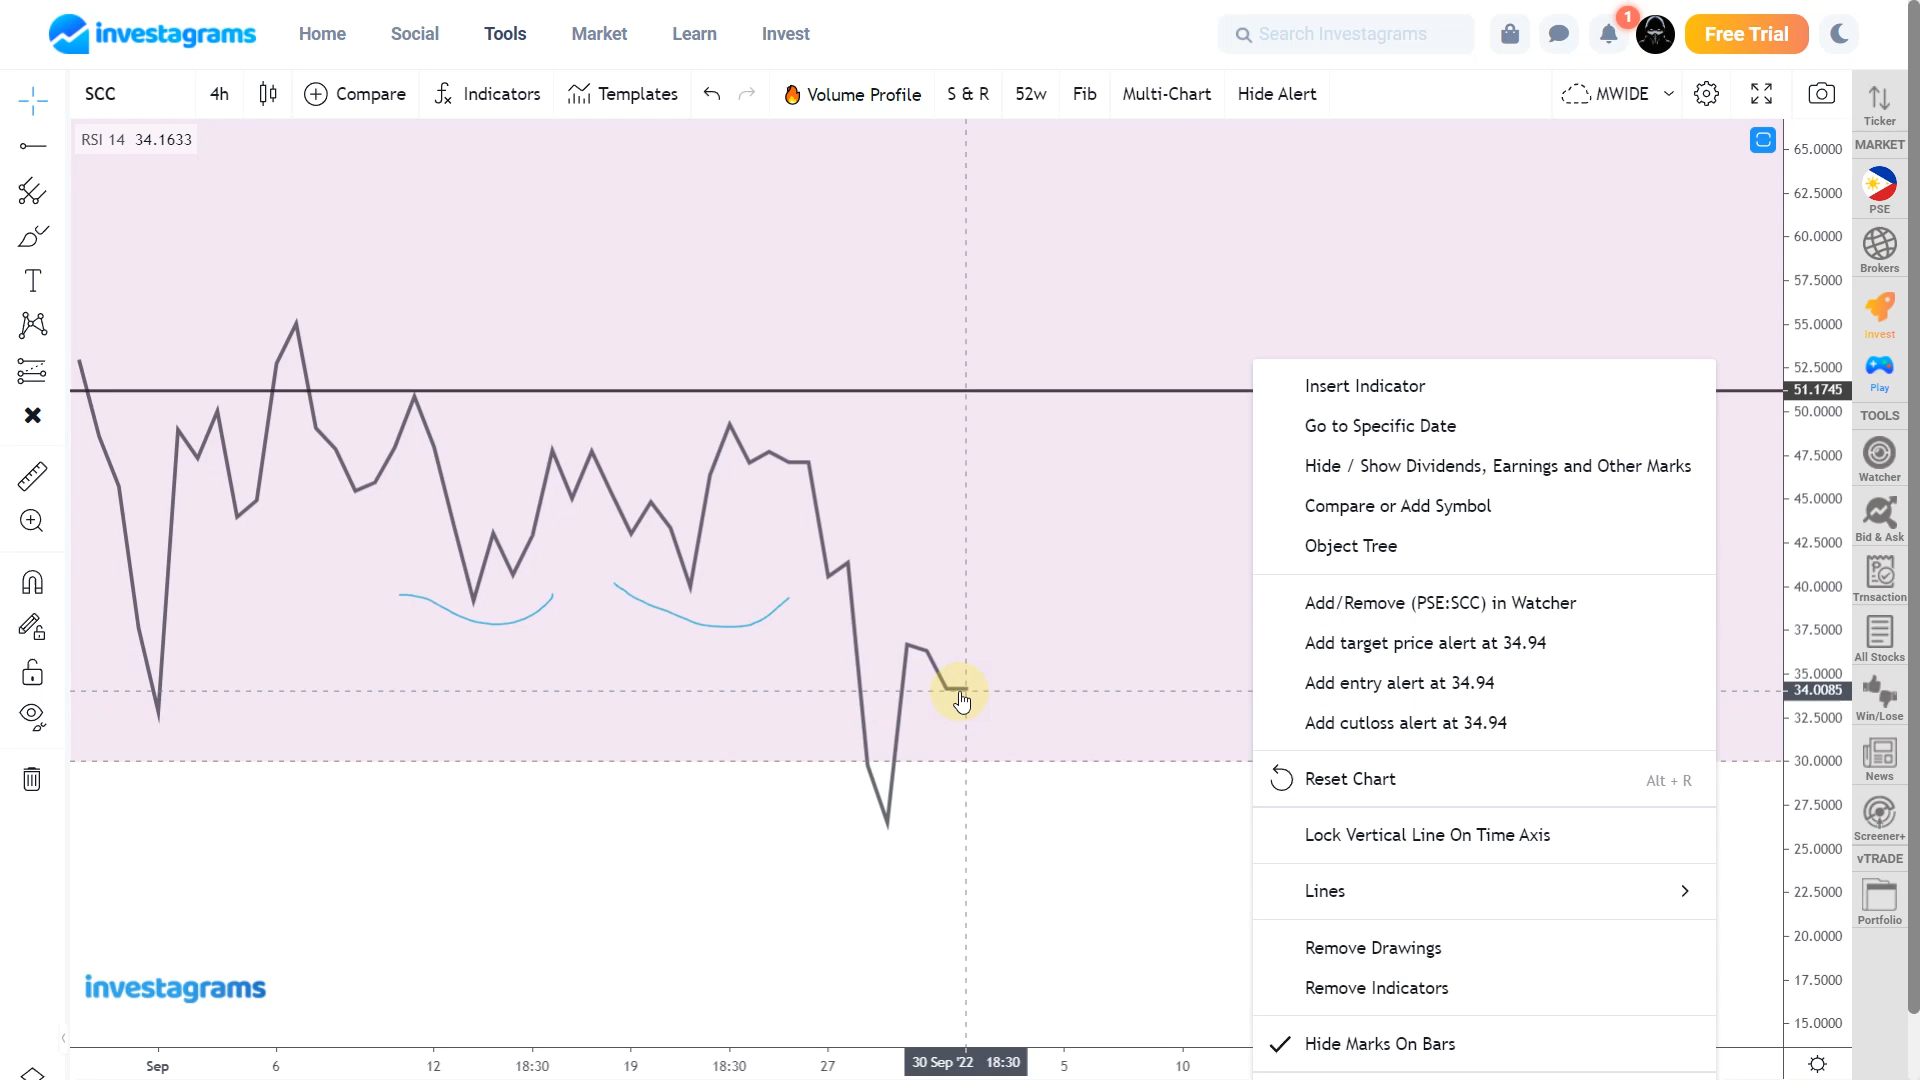 investagrams
Home
Social
Tools
Market
Learn
Invest
Search Investagrams
1
Free Trial
SCC
4h
Compare
Indicators
Templates
Volume Profile
S & R
52w
Fib
Multi-Chart
Hide Alert
MWIDE
RSI 14 34.1633
65.0000
62.5000
60.0000
57.5000
55.0000
52.5000
51.1745
50.0000
47.5000
45.0000
42.5000
40.0000
37.5000
35.0000
34.0085
32.5000
30.0000
27.5000
25.0000
22.5000
20.0000
17.5000
15.0000
Insert Indicator
Go to Specific Date
Hide / Show Dividends, Earnings and Other Marks
Compare or Add Symbol
Object Tree
Add/Remove (PSE:SCC) in Watcher
Add target price alert at 34.94
Add entry alert at 34.94
Add cutloss alert at 34.94
Reset Chart Alt + R
Lock Vertical Line On Time Axis
Lines
Remove Drawings
Remove Indicators
Hide Marks On Bars
investagrams
Sep
6
12
18:30
19
18:30
27
30 Sep '22 18:30
5
10
Ticker
MARKET
PSE
Brokers
Invest
Play
TOOLS
Watcher
Bid & Ask
Trnsaction
All Stocks
Win/Lose
News
Screener+
vTRADE
Portfolio